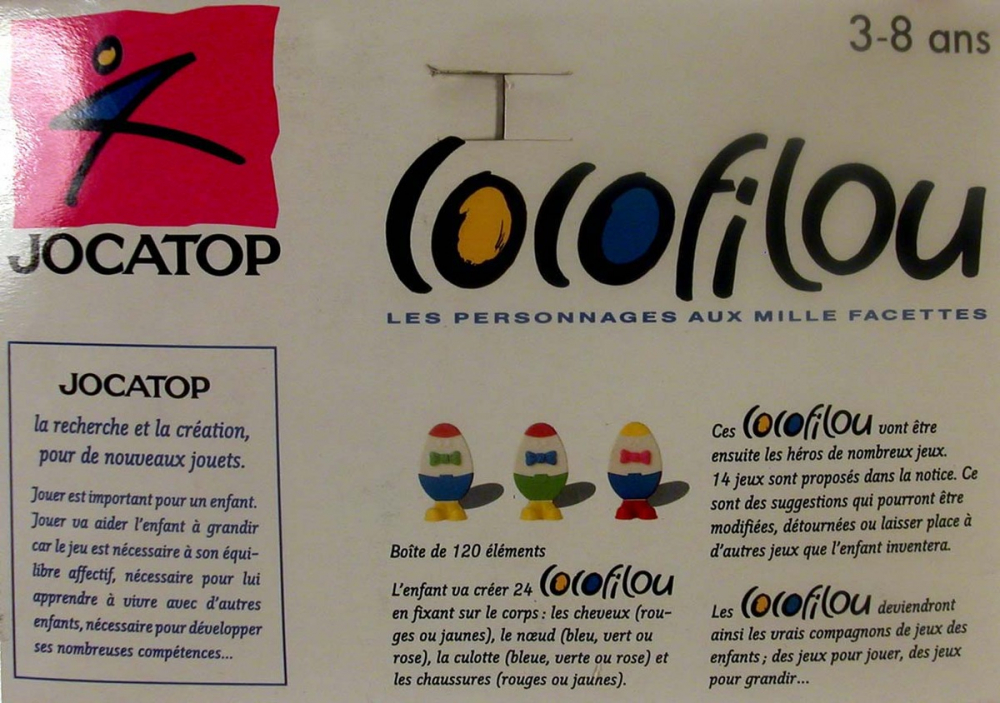 JOCATOP
3-8 ans
Cocofilou
LES PERSONNAGES AUX MILLE FACETTES
JOCATOP
la recherche et la création,
pour de nouveaux jouets.
Jouer est important pour un enfant.
Jouer va aider l'enfant à grandir
car le jeu est nécessaire à son équi-
libre affectif, nécessaire pour lui
apprendre à vivre avec d'autres
enfants, nécessaire pour développer
ses nombreuses compétences...
Boîte de 120 éléments
L'enfant va créer 24 Cocofilou
en fixant sur le corps : les cheveux (rou-
ges ou jaunes), le nœud (bleu, vert ou
rose), la culotte (bleue, verte ou rose) et
les chaussures (rouges ou jaunes).
Ces Cocofilou vont être
ensuite les héros de nombreux jeux.
14 jeux sont proposés dans la notice. Ce
sont des suggestions qui pourront être
modifiées, détournées ou laisser place à
d'autres jeux que l'enfant inventera.
Les Cocofilou deviendront
ainsi les vrais compagnons de jeux des
enfants ; des jeux pour jouer, des jeux
pour grandir...